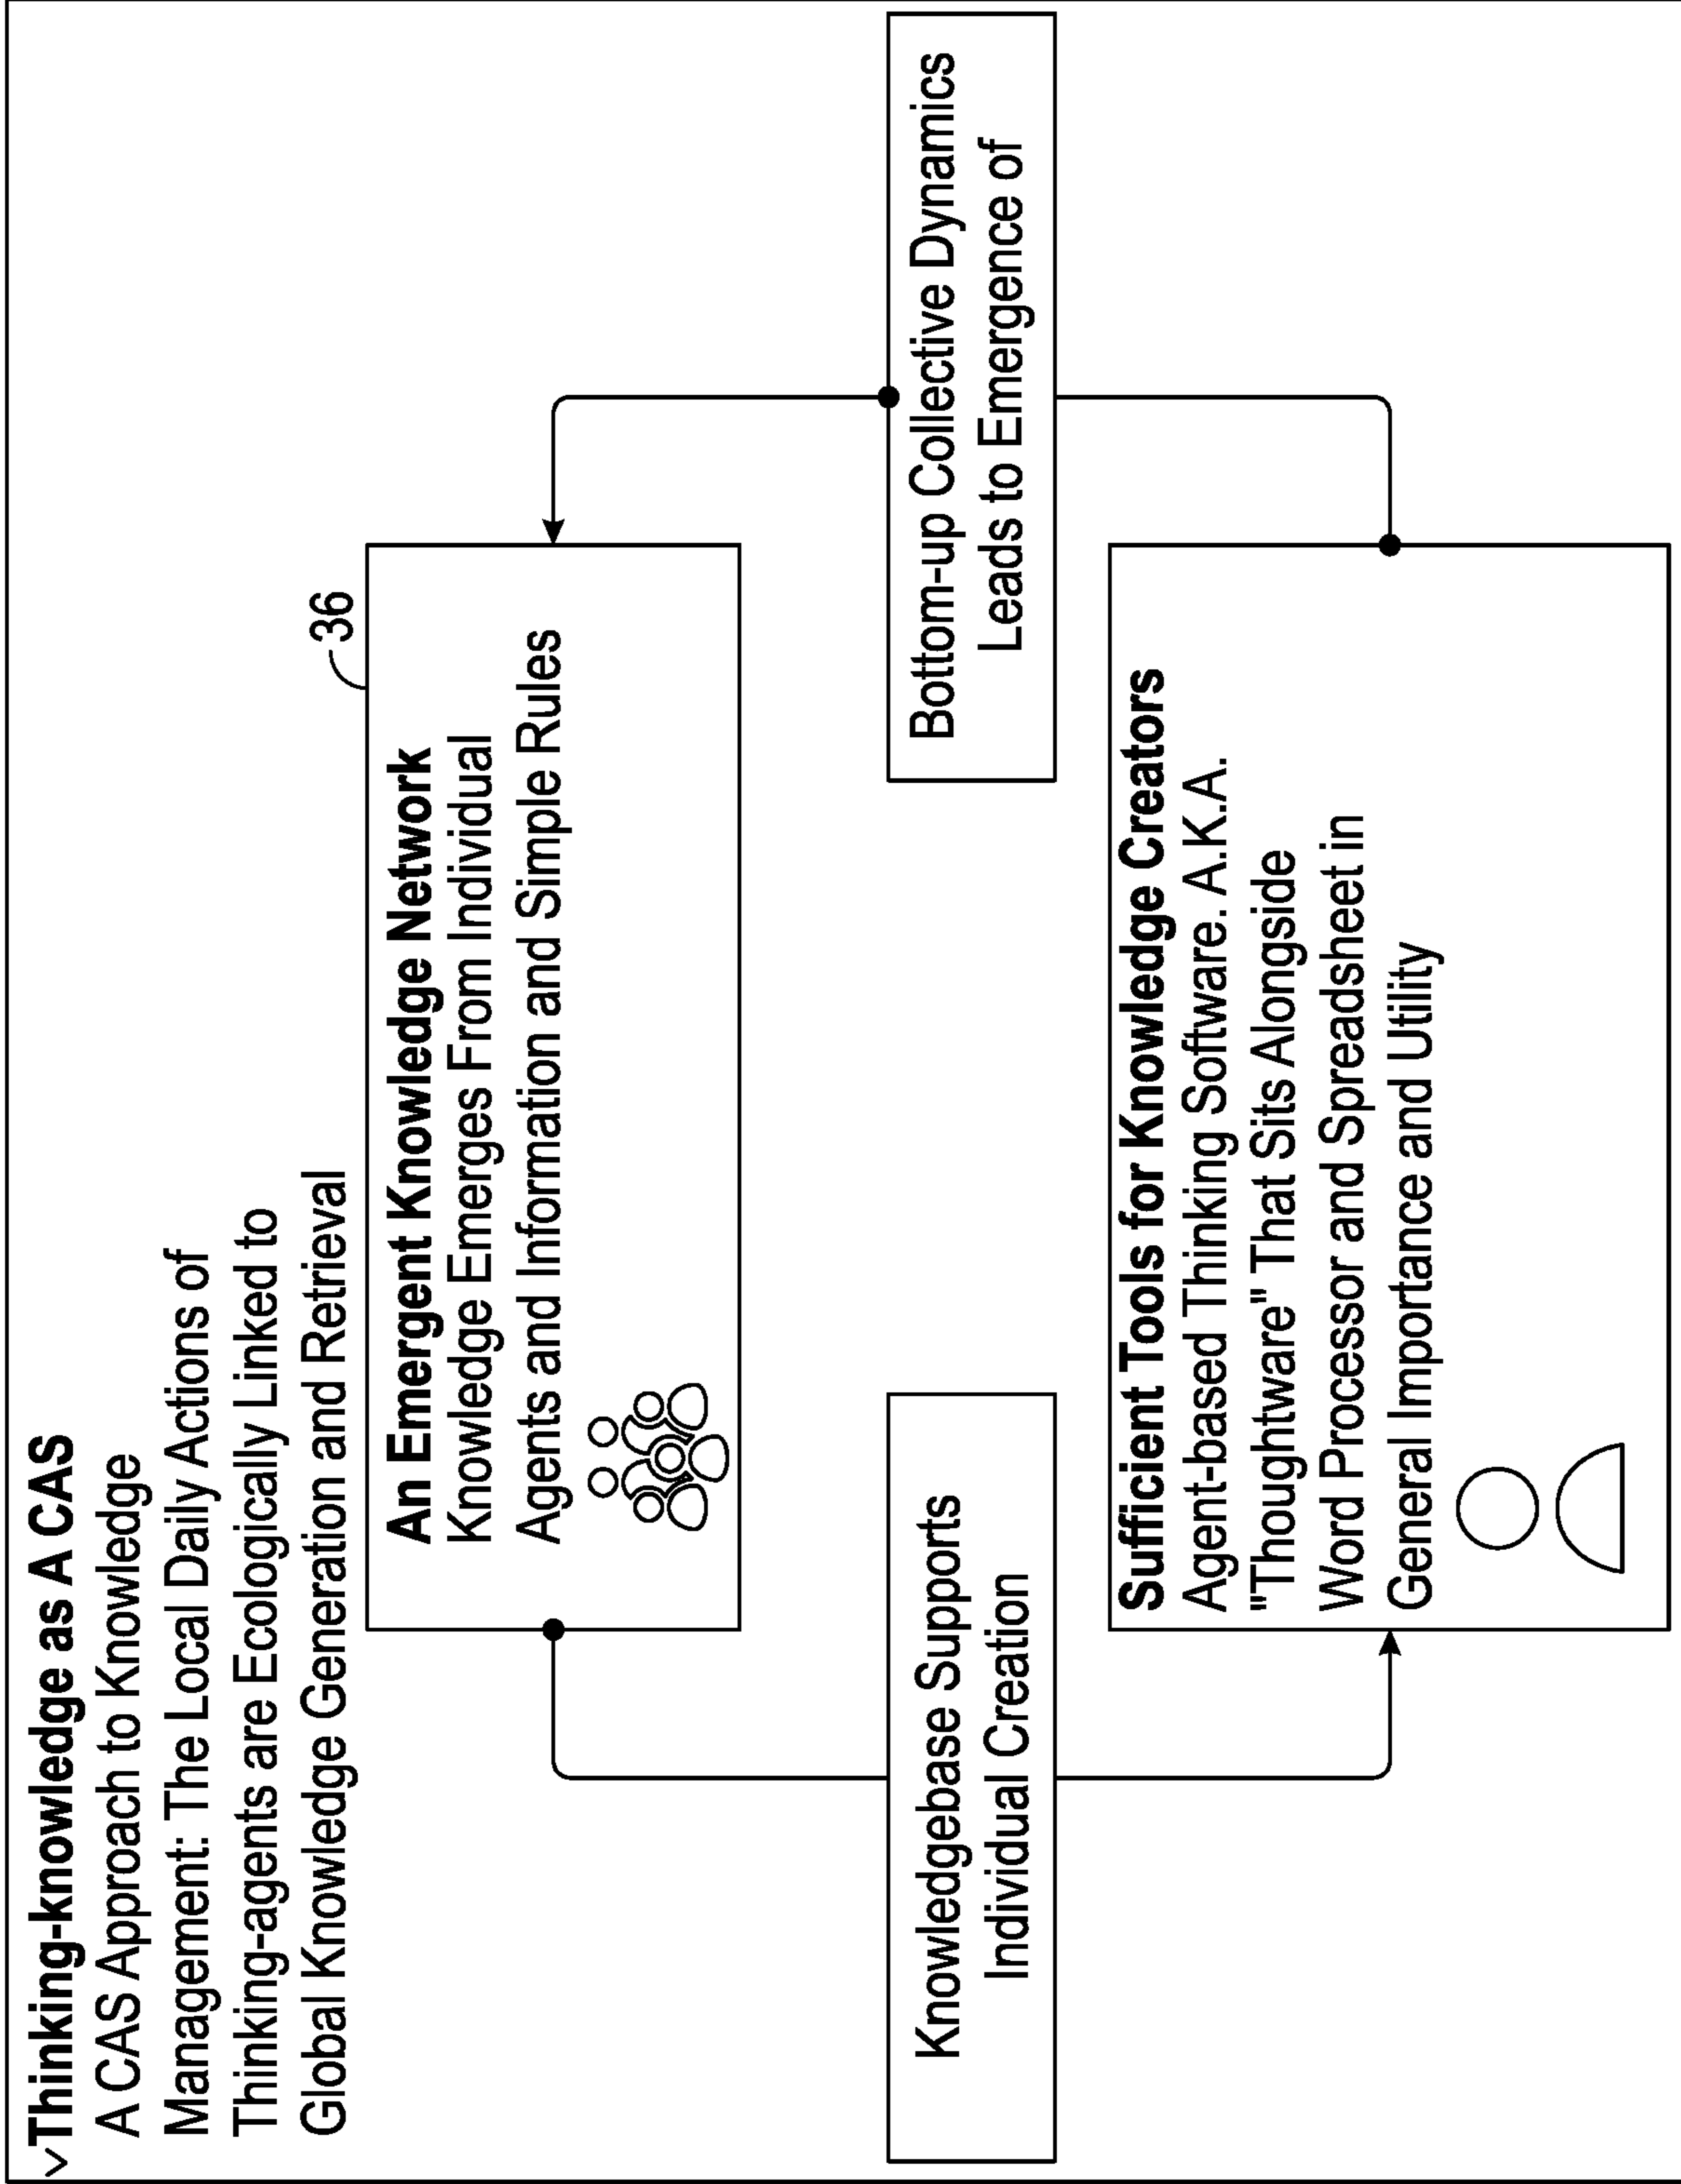 Thinking-knowledge as A CAS
A CAS Approach to Knowledge
Management: The Local Daily Actions of
Thinking-agents are Ecologically Linked to
Global Knowledge Generation and Retrieval
36
An Emergent Knowledge Network
Knowledge Emerges From Individual
Agents and Information and Simple Rules
Knowledgebase Supports
Individual Creation
Bottom-up Collective Dynamics
Leads to Emergence of
Sufficient Tools for Knowledge Creators
Agent-based Thinking Software. A.K.A.
"Thoughtware" That Sits Alongside
Word Processor and Spreadsheet in
General Importance and Utility